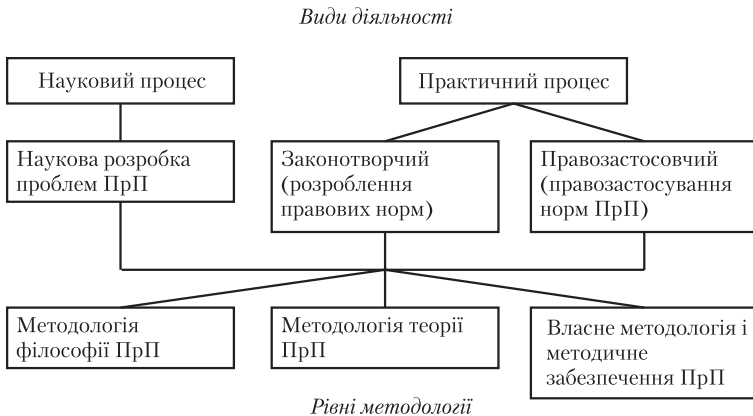 Види діяльності
Науковий процес
Практичний процес
Наукова розробка
проблем ПрП
Законотворчий
(розроблення
правових норм)
Правозастосовчий
(правозастосування
норм ПрП)
Методологія
філософії ПрП
Методологія теорії
ПрП
Власне методологія і
методичне
забезпечення ПрП
Рівні методології